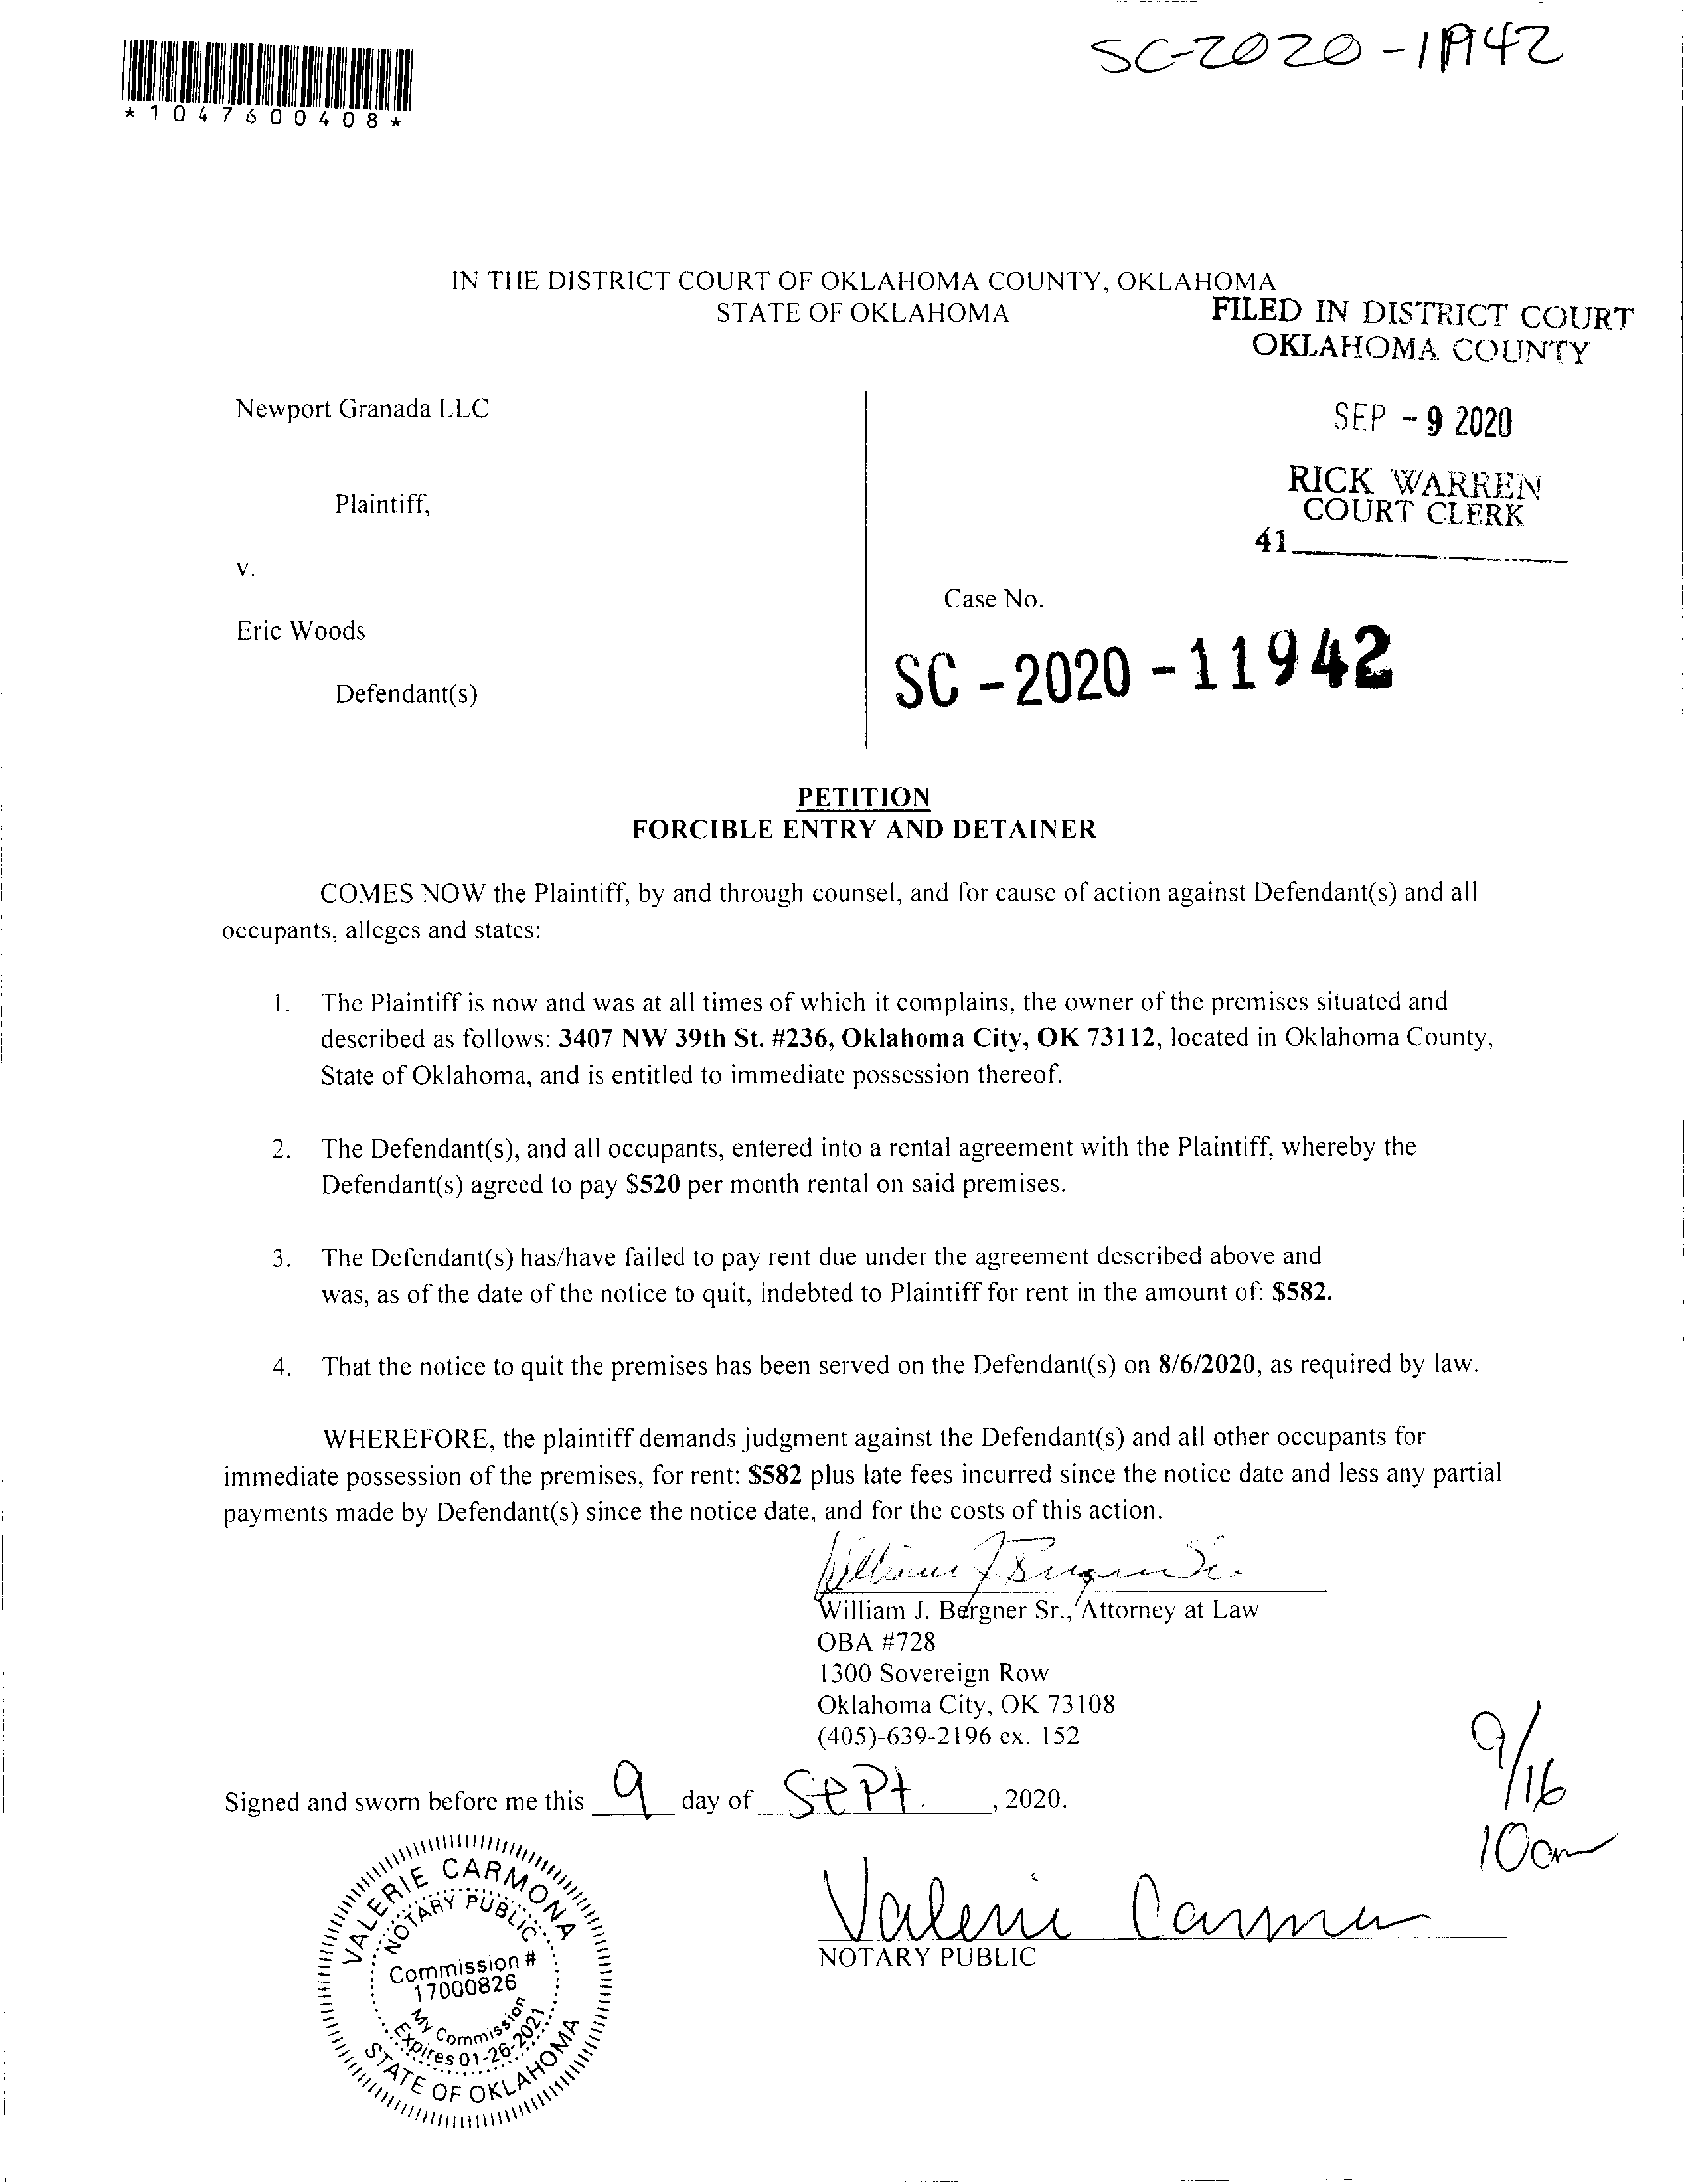 SC-2020-11942
*1047600408*
IN THE DISTRICT COURT OF OKLAHOMA COUNTY, OKLAHOMA
STATE OF OKLAHOMA
FILED IN DISTRICT COURT
OKLAHOMA COUNTY
Newport Granada LLC
SEP - 9 2020
Plaintiff,
RICK WARREN
COURT CLERK
41
v.
Case No.
Eric Woods
SC - 2020 - 11942
Defendant(s)
PETITION
FORCIBLE ENTRY AND DETAINER
COMES NOW the Plaintiff, by and through counsel, and for cause of action against Defendant(s) and all
occupants, alleges and states:
1. The Plaintiff is now and was at all times of which it complains, the owner of the premises situated and
described as follows: 3407 NW 39th St. #236, Oklahoma City, OK 73112, located in Oklahoma County,
State of Oklahoma, and is entitled to immediate possession thereof.
2. The Defendant(s), and all occupants, entered into a rental agreement with the Plaintiff, whereby the
Defendant(s) agreed to pay $520 per month rental on said premises.
3. The Defendant(s) has/have failed to pay rent due under the agreement described above and
was, as of the date of the notice to quit, indebted to Plaintiff for rent in the amount of: $582.
4. That the notice to quit the premises has been served on the Defendant(s) on 8/6/2020, as required by law.
WHEREFORE, the plaintiff demands judgment against the Defendant(s) and all other occupants for
immediate possession of the premises, for rent: $582 plus late fees incurred since the notice date and less any partial
payments made by Defendant(s) since the notice date, and for the costs of this action.
William J Bergner Sr.
William J. Bergner Sr., Attorney at Law
OBA #728
1300 Sovereign Row
Oklahoma City, OK 73108
(405)-639-2196 ex. 152
9/16
10am
Signed and sworn before me this 9 day of Sept. , 2020.
Valerie Carmona
NOTARY PUBLIC
VALERIE CARMONA
NOTARY PUBLIC
Commission #
17000826
My Commission
Expires 01-26-2021
STATE OF OKLAHOMA